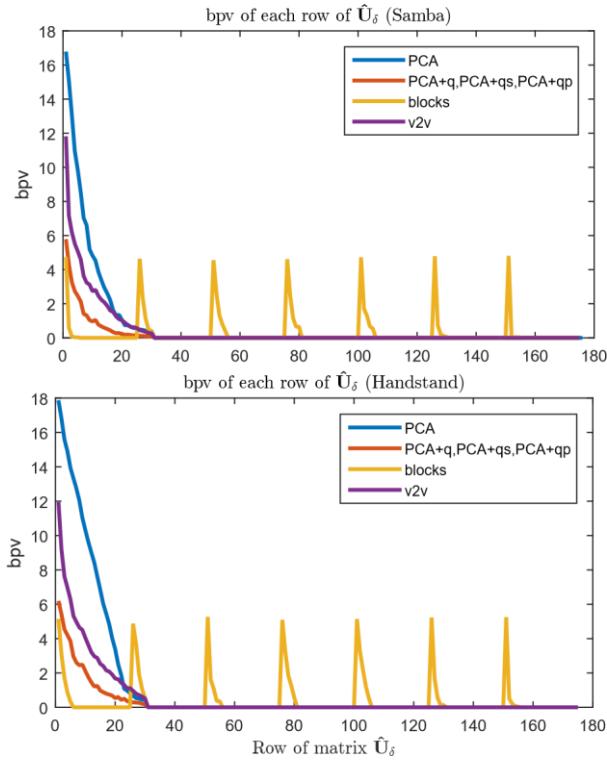 bpv of each row of Û_δ (Samba)
18
16
14
12
10
8
6
4
2
0
bpv
PCA
PCA+q,PCA+qs,PCA+qp
blocks
v2v
0 20 40 60 80 100 120 140 160 180
bpv of each row of Û_δ (Handstand)
18
16
14
12
10
8
6
4
2
0
bpv
PCA
PCA+q,PCA+qs,PCA+qp
blocks
v2v
0 20 40 60 80 100 120 140 160 180
Row of matrix Û_δ